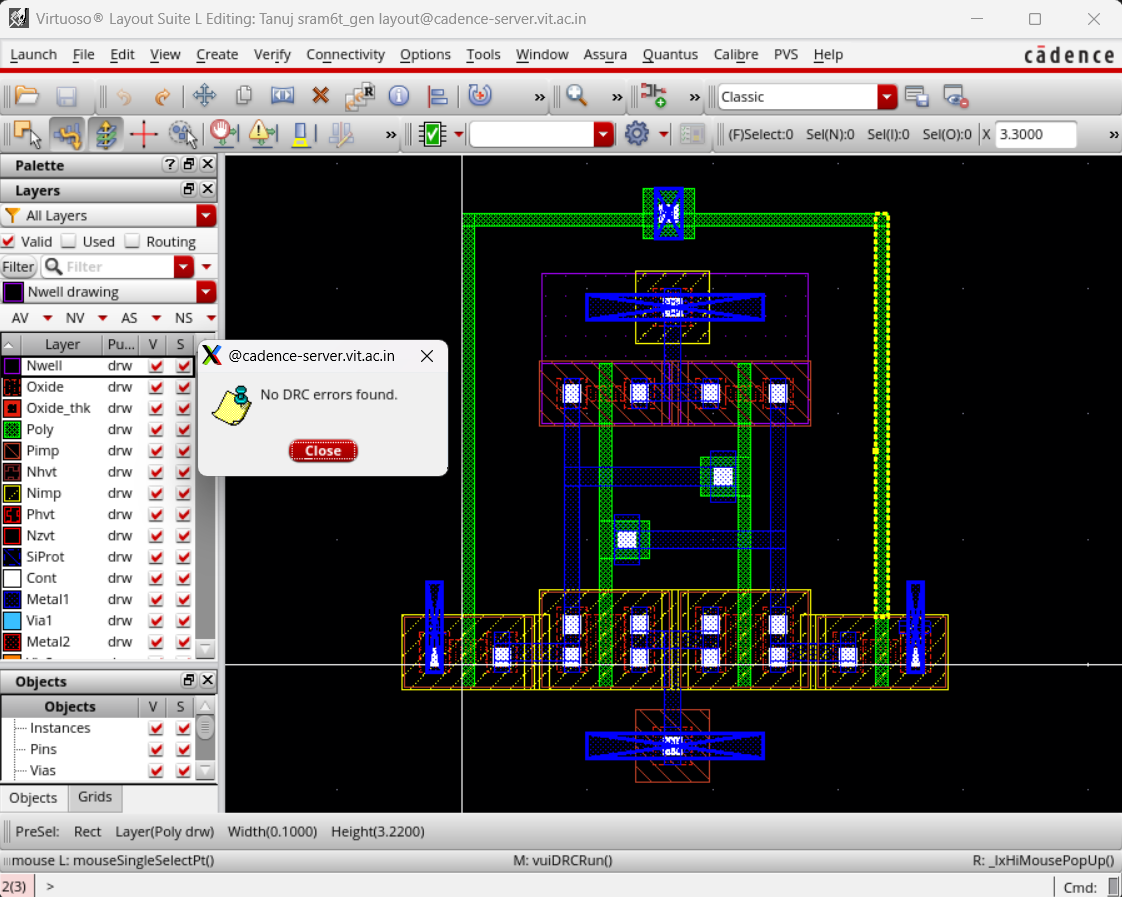 Virtuoso® Layout Suite L Editing: Tanuj sram6t_gen layout@cadence-server.vit.ac.in
Launch File Edit View Create Verify Connectivity Options Tools Window Assura Quantus Calibre PVS Help cādence
R » » » Classic
» (F)Select:0 Sel(N):0 Sel(I):0 Sel(O):0 X 3.3000 »
Palette ?
Layers
All Layers
Valid Used Routing
Filter Filter
Nwell drawing
AV NV AS NS
Layer Pu... V S
Nwell drw
Oxide drw
Oxide_thk drw
Poly drw
Pimp drw
Nhvt drw
Nimp drw
Phvt drw
Nzvt drw
SiProt drw
Cont drw
Metal1 drw
Via1 drw
Metal2 drw
@cadence-server.vit.ac.in
No DRC errors found.
Close
Objects
Objects V S
Instances
Pins
Vias
Objects Grids
PreSel: Rect Layer(Poly drw) Width(0.1000) Height(3.2200)
mouse L: mouseSingleSelectPt() M: vuiDRCRun() R: _lxHiMousePopUp()
2(3) > Cmd: